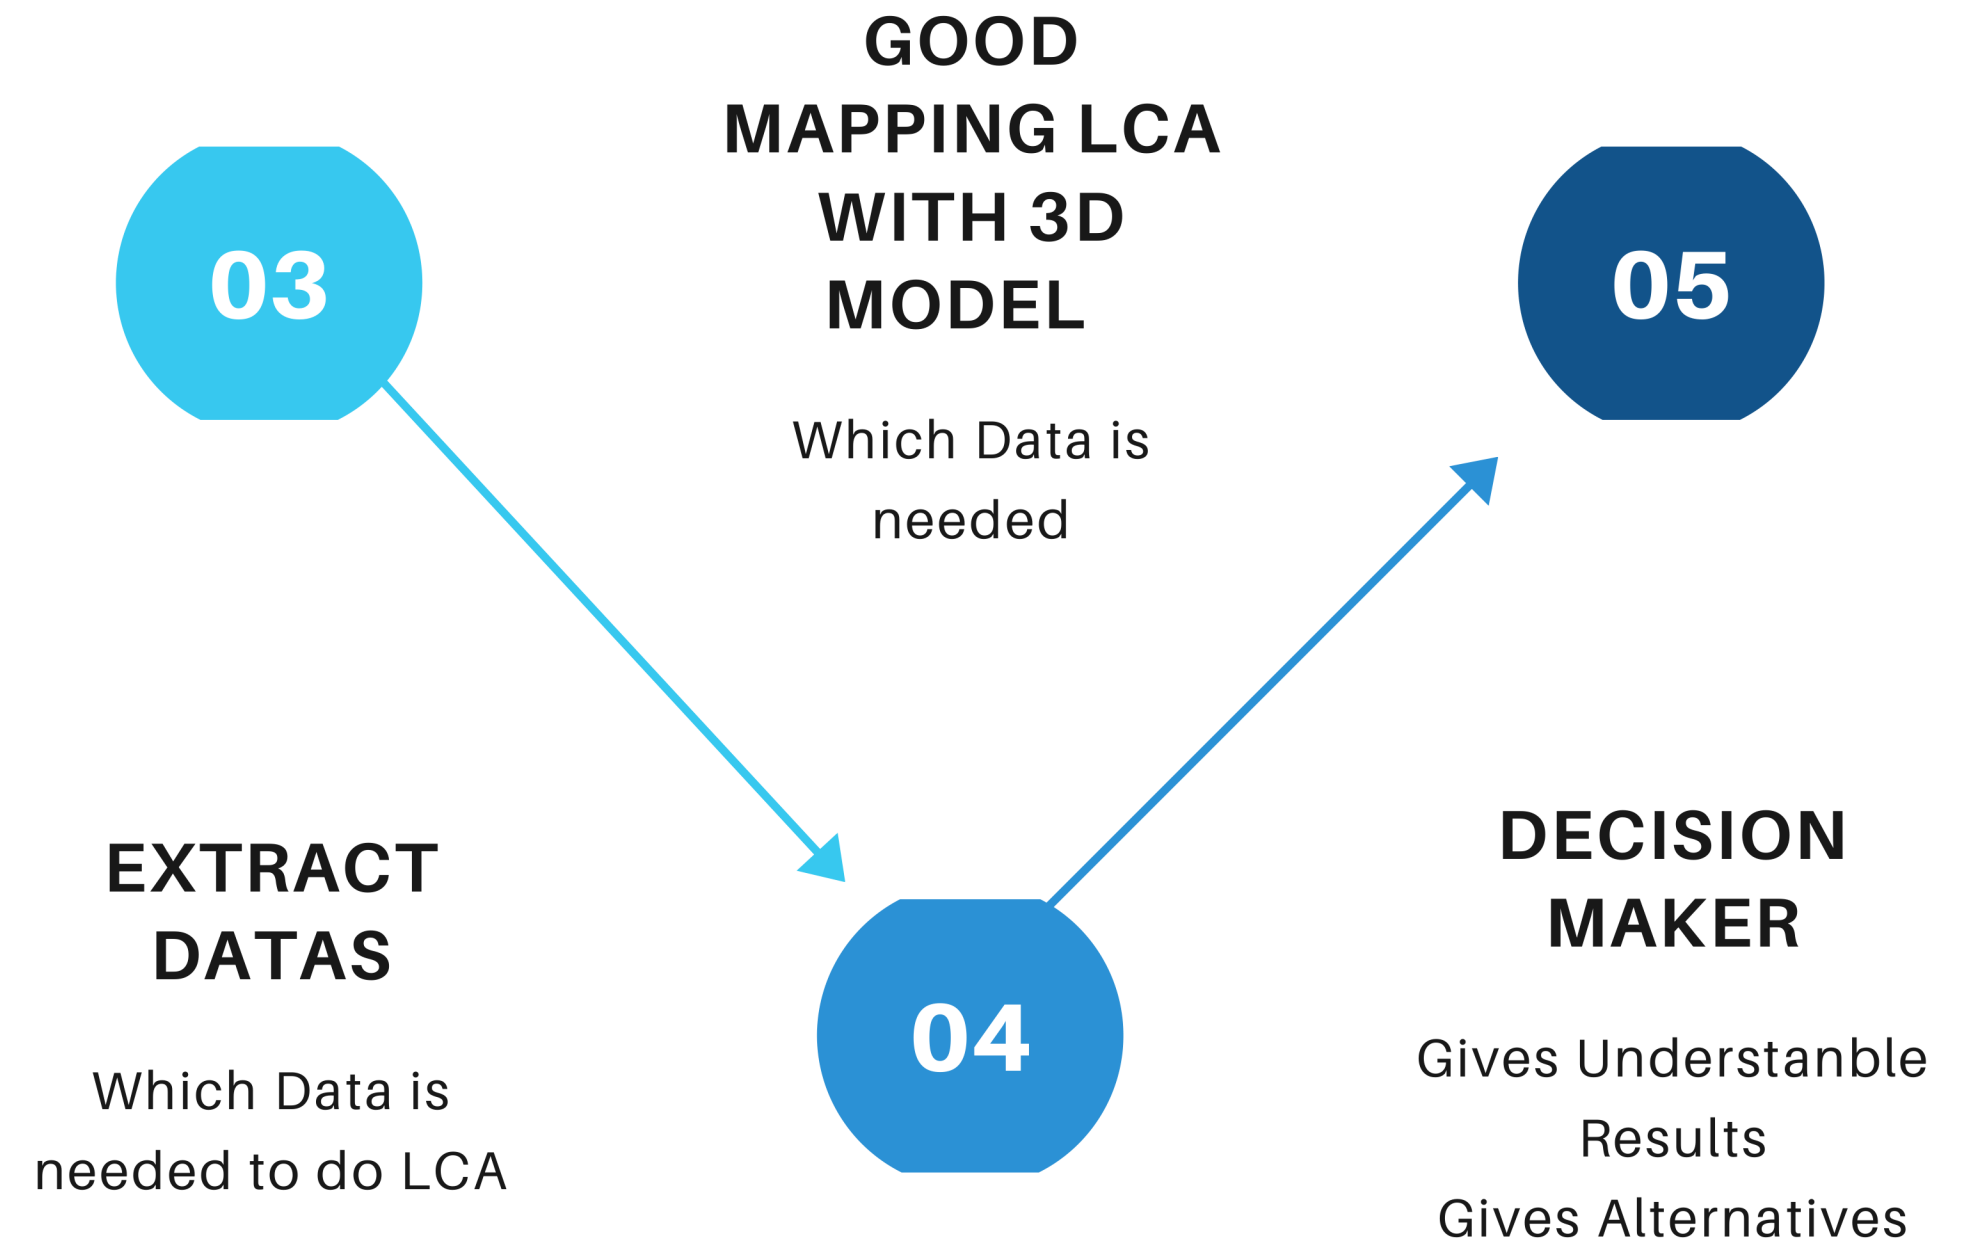 03
EXTRACT
DATAS
Which Data is
needed to do LCA
GOOD
MAPPING LCA
WITH 3D
MODEL
Which Data is
needed
04
05
DECISION
MAKER
Gives Understanble
Results
Gives Alternatives